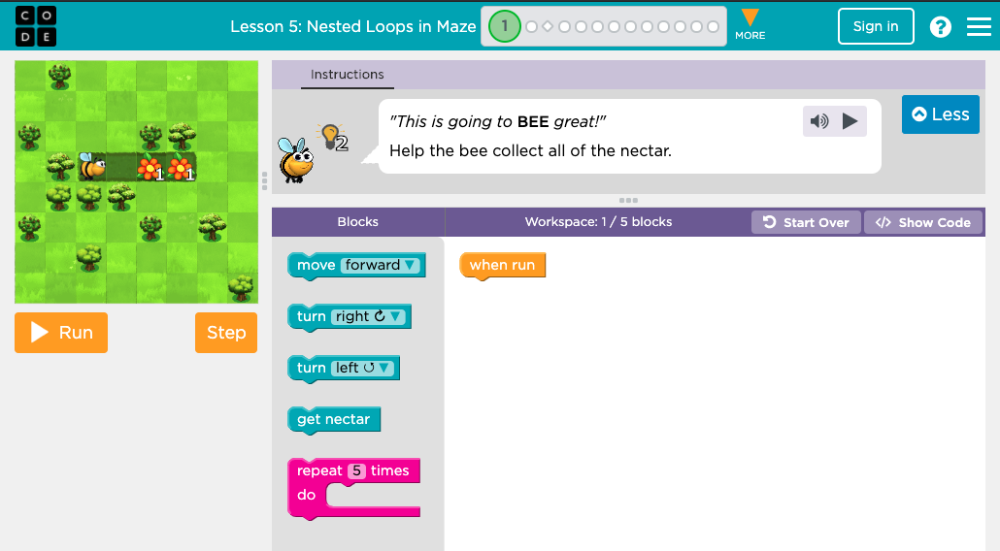 C O
D E
Lesson 5: Nested Loops in Maze
1
MORE
Sign in
?
Instructions
2
"This is going to BEE great!"
Help the bee collect all of the nectar.
Less
1 1
Blocks
Workspace: 1 / 5 blocks
Start Over
</> Show Code
move forward
when run
turn right
Run
Step
turn left
get nectar
repeat 5 times
do